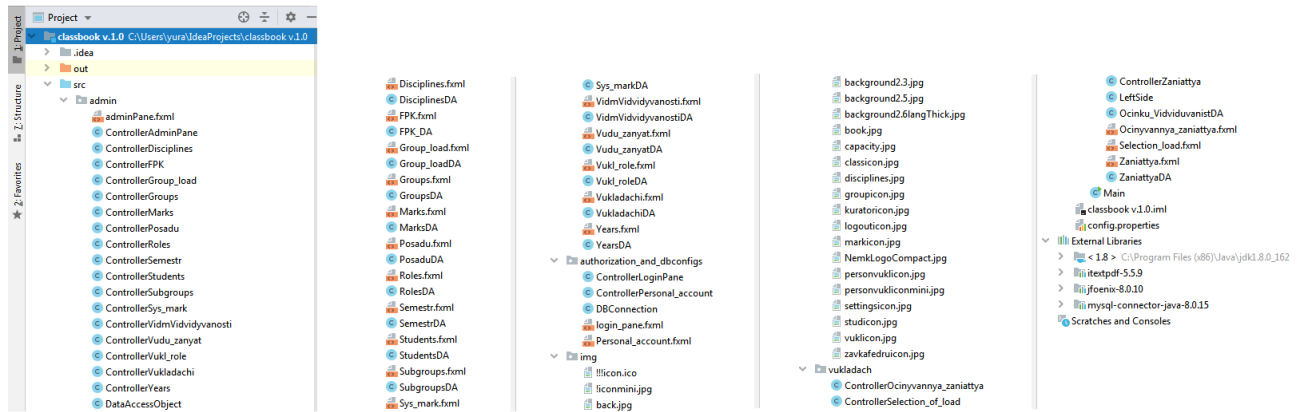 Project
classbook v.1.0 C:\Users\yura\IdeaProjects\classbook v.1.0
.idea
out
src
admin
adminPane.fxml
ControllerAdminPane
ControllerDisciplines
ControllerFPK
ControllerGroup_load
ControllerGroups
ControllerMarks
ControllerPosadu
ControllerRoles
ControllerSemestr
ControllerStudents
ControllerSubgroups
ControllerSys_mark
ControllerVidmVidvidyvanosti
ControllerVudu_zanyat
ControllerVukl_role
ControllerVukladachi
ControllerYears
DataAccessObject
1: Project
7: Structure
2: Favorites
Disciplines.fxml
DisciplinesDA
FPK.fxml
FPK_DA
Group_load.fxml
Group_loadDA
Groups.fxml
GroupsDA
Marks.fxml
MarksDA
Posadu.fxml
PosaduDA
Roles.fxml
RolesDA
Semestr.fxml
SemestrDA
Students.fxml
StudentsDA
Subgroups.fxml
SubgroupsDA
Sys_mark.fxml
Sys_markDA
VidmVidvidyvanosti.fxml
VidmVidvidyvanostiDA
Vudu_zanyat.fxml
Vudu_zanyatDA
Vukl_role.fxml
Vukl_roleDA
Vukladachi.fxml
VukladachiDA
Years.fxml
YearsDA
authorization_and_dbconfigs
ControllerLoginPane
ControllerPersonal_account
DBConnection
login_pane.fxml
Personal_account.fxml
img
!!!icon.ico
!iconmini.jpg
back.jpg
background2.3.jpg
background2.5.jpg
background2.6langThick.jpg
book.jpg
capacity.jpg
classicon.jpg
disciplines.jpg
groupicon.jpg
kuratoricon.jpg
logouticon.jpg
markicon.jpg
NemkLogoCompact.jpg
personvuklicon.jpg
personvukliconmini.jpg
settingsicon.jpg
studicon.jpg
vuklicon.jpg
zavkafedruicon.jpg
vukladach
ControllerOcinyvannya_zaniattya
ControllerSelection_of_load
ControllerZaniattya
LeftSide
Ocinku_VidviduvanistDA
Ocinyvannya_zaniattya.fxml
Selection_load.fxml
Zaniattya.fxml
ZaniattyaDA
Main
classbook v.1.0.iml
config.properties
External Libraries
< 1.8 > C:\Program Files (x86)\Java\jdk1.8.0_162
itextpdf-5.5.9
jfoenix-8.0.10
mysql-connector-java-8.0.15
Scratches and Consoles